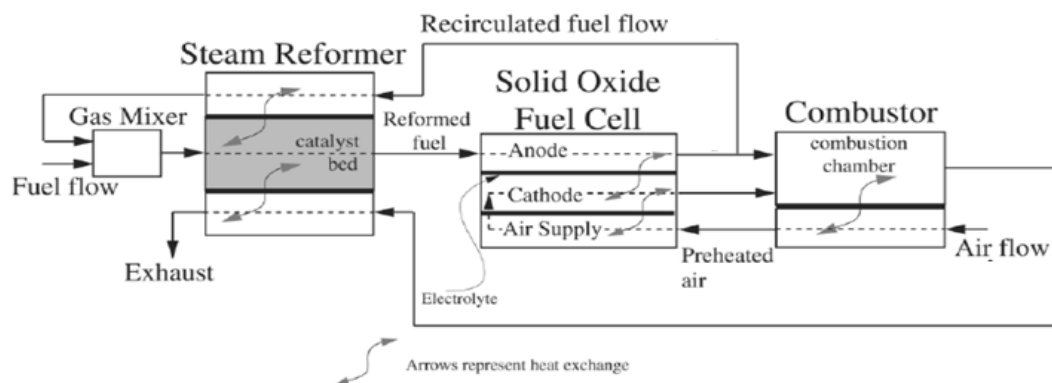 Recirculated fuel flow
Steam Reformer
Solid Oxide
Fuel Cell
Combustor
Gas Mixer
Fuel flow
catalyst
bed
Reformed
fuel
Anode
Cathode
Air Supply
combustion
chamber
Exhaust
Electrolyte
Preheated
air
Air flow
Arrows represent heat exchange